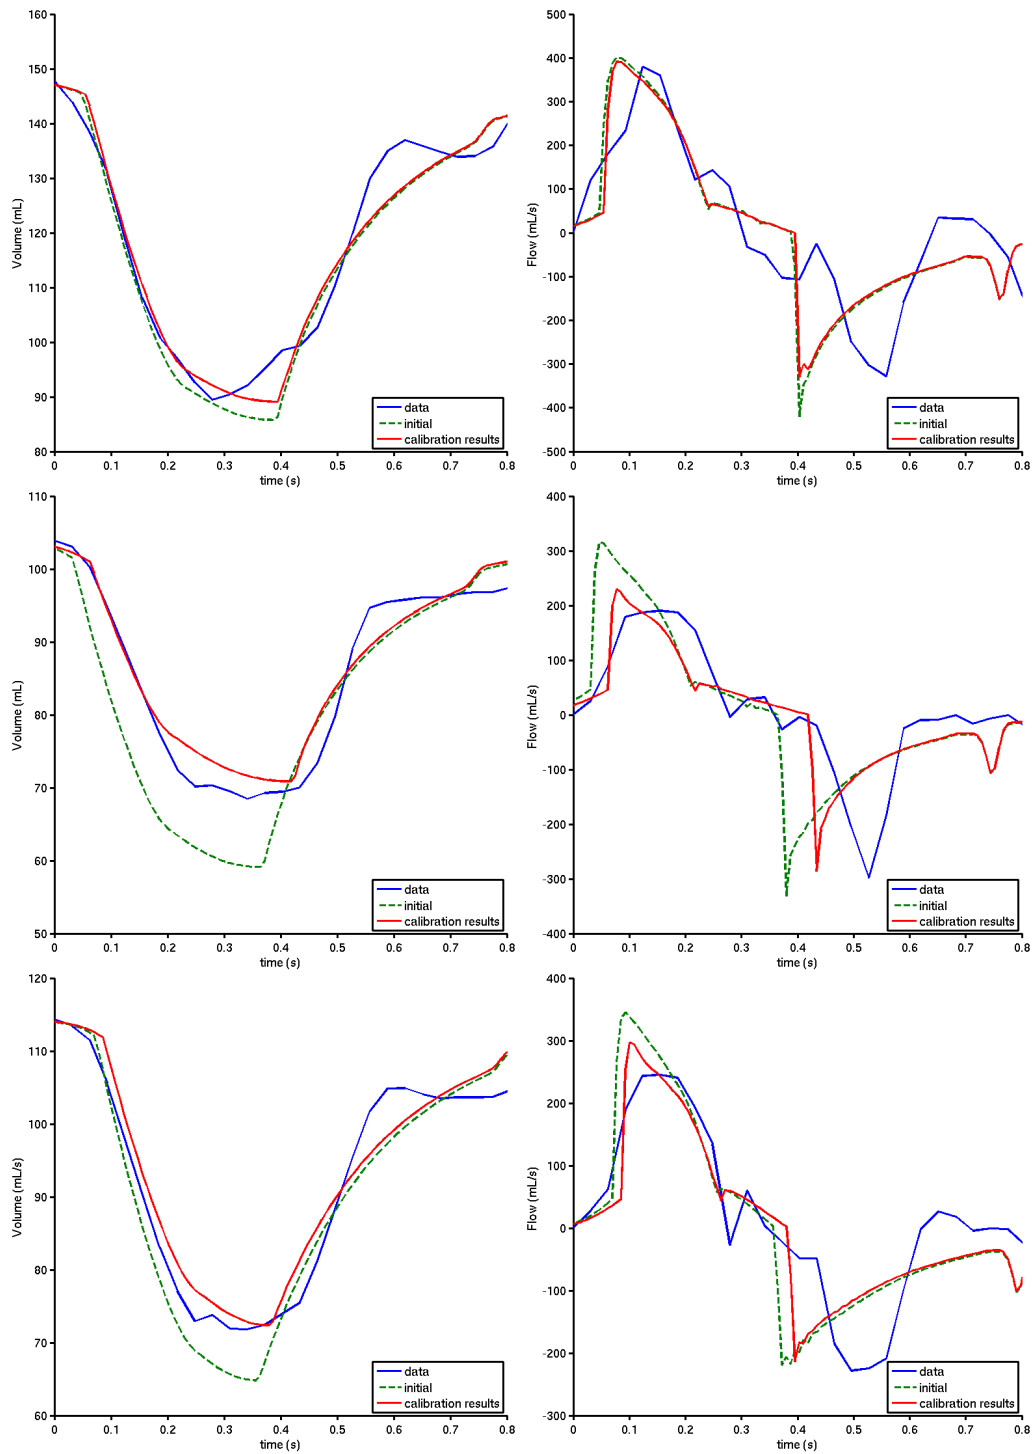 160
150
140
130
120
110
100
90
80
Volume (mL)
0 0.1 0.2 0.3 0.4 0.5 0.6 0.7 0.8
time (s)
data
initial
calibration results
500
400
300
200
100
0
-100
-200
-300
-400
-500
Flow (mL/s)
0 0.1 0.2 0.3 0.4 0.5 0.6 0.7 0.8
time (s)
data
initial
calibration results
110
100
90
80
70
60
50
Volume (mL)
0 0.1 0.2 0.3 0.4 0.5 0.6 0.7 0.8
time (s)
data
initial
calibration results
400
300
200
100
0
-100
-200
-300
-400
Flow (mL/s)
0 0.1 0.2 0.3 0.4 0.5 0.6 0.7 0.8
time (s)
data
initial
calibration results
120
110
100
90
80
70
60
Volume (mL/s)
0 0.1 0.2 0.3 0.4 0.5 0.6 0.7 0.8
time (s)
data
initial
calibration results
400
300
200
100
0
-100
-200
-300
Flow (mL/s)
0 0.1 0.2 0.3 0.4 0.5 0.6 0.7 0.8
time (s)
data
initial
calibration results